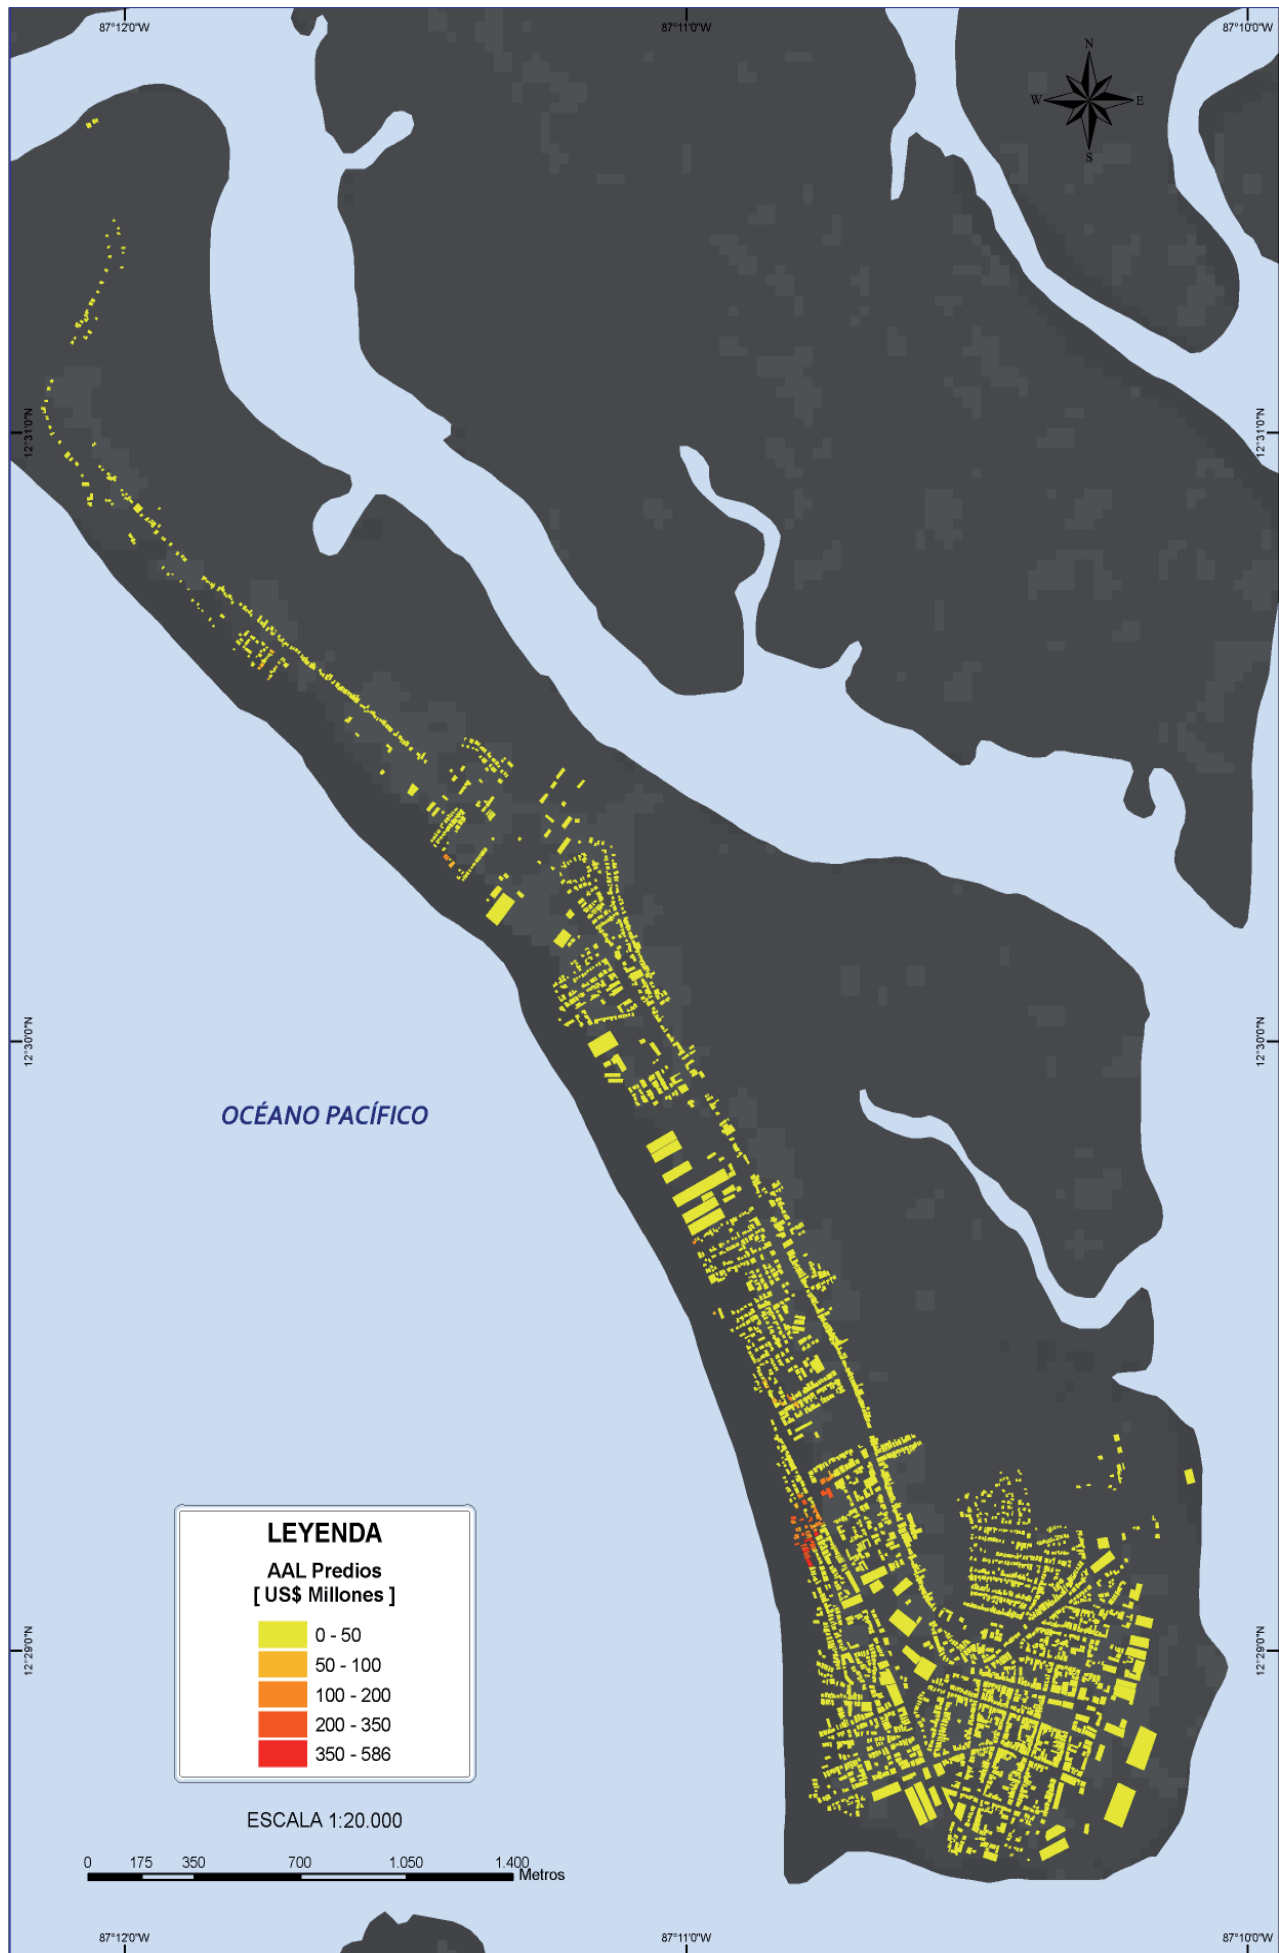 87°12'0"W 87°11'0"W 87°10'0"W
N
W E
S
12°31'0"N 12°31'0"N
12°30'0"N 12°30'0"N
OCÉANO PACÍFICO
12°29'0"N 12°29'0"N
LEYENDA
AAL Predios
[ US$ Millones ]
0 - 50
50 - 100
100 - 200
200 - 350
350 - 586
ESCALA 1:20.000
0 175 350 700 1.050 1.400
Metros
87°12'0"W 87°11'0"W 87°10'0"W